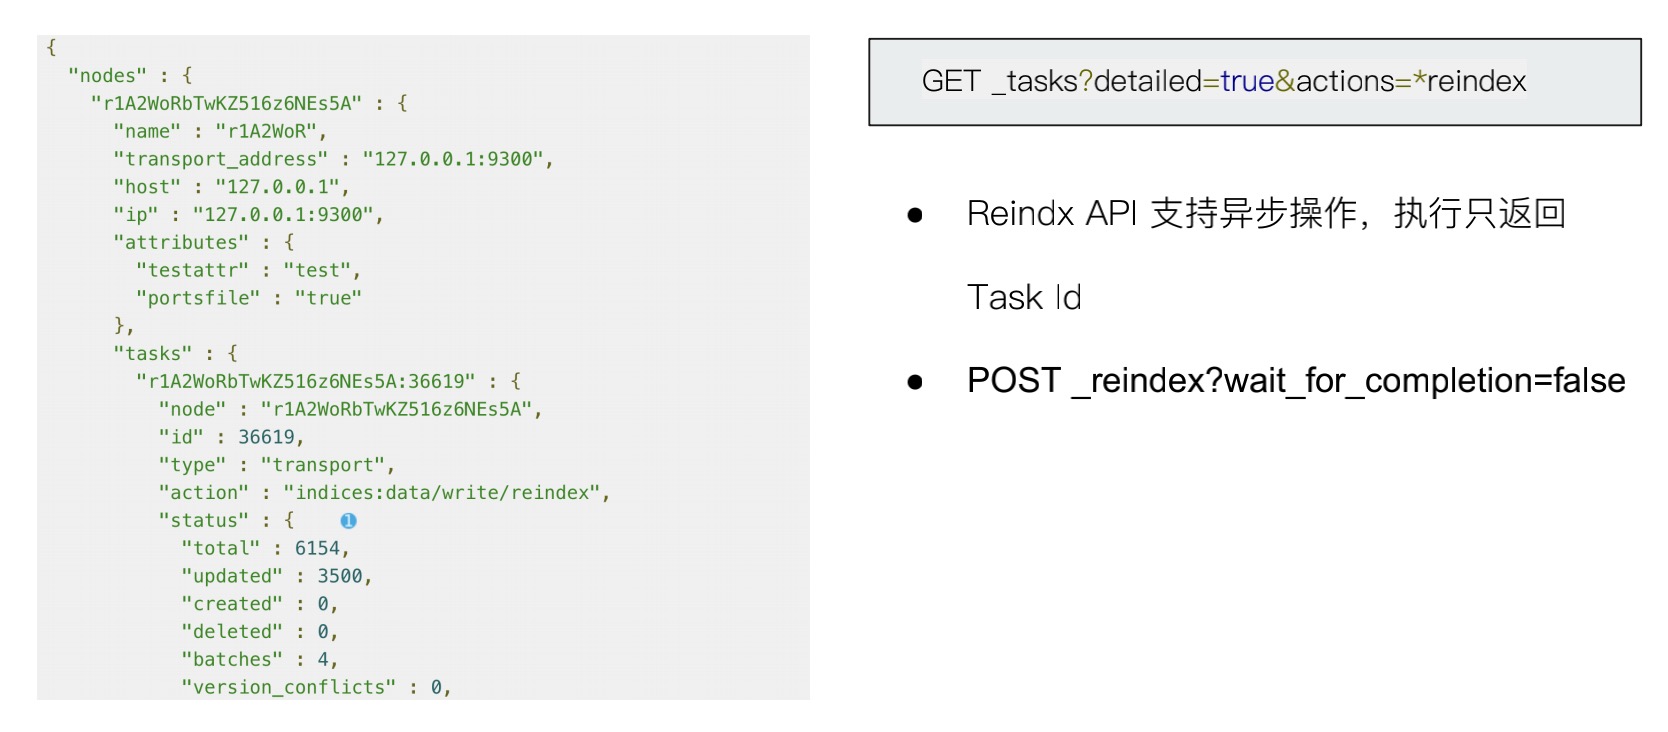 {
"nodes" : {
"r1A2WoRbTwKZ516z6NEs5A" : {
"name" : "r1A2WoR",
"transport_address" : "127.0.0.1:9300",
"host" : "127.0.0.1",
"ip" : "127.0.0.1:9300",
"attributes" : {
"testattr" : "test",
"portsfile" : "true"
},
"tasks" : {
"r1A2WoRbTwKZ516z6NEs5A:36619" : {
"node" : "r1A2WoRbTwKZ516z6NEs5A",
"id" : 36619,
"type" : "transport",
"action" : "indices:data/write/reindex",
"status" : { 1
"total" : 6154,
"updated" : 3500,
"created" : 0,
"deleted" : 0,
"batches" : 4,
"version_conflicts" : 0,
GET _tasks?detailed=true&actions=*reindex
● Reindx API 支持异步操作，执行只返回
Task Id
● POST _reindex?wait_for_completion=false